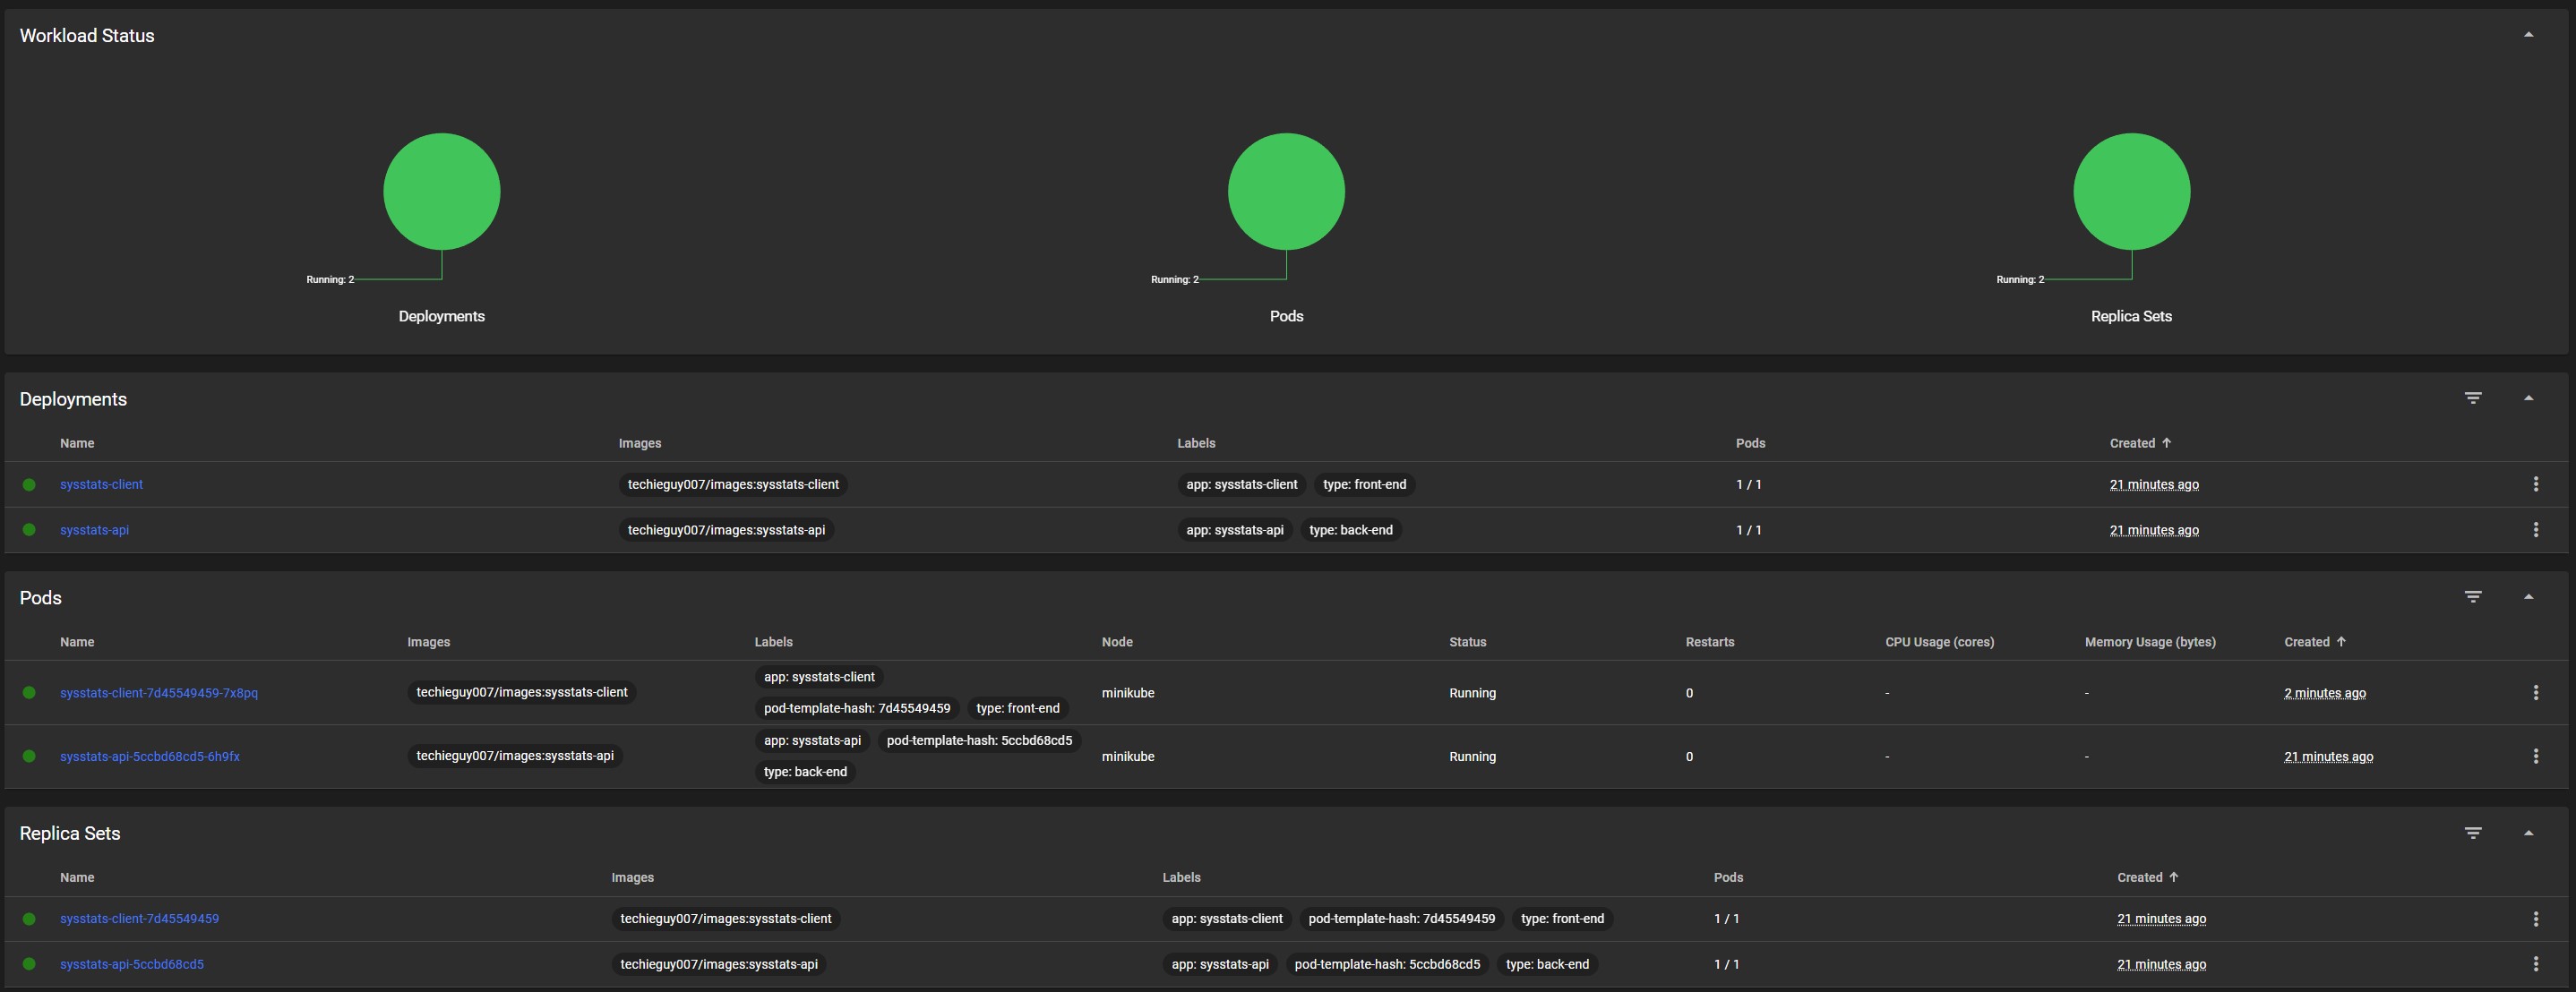 Workload Status
Running: 2
Deployments
Running: 2
Pods
Running: 2
Replica Sets
Deployments
Name Images Labels Pods Created
sysstats-client techieguy007/images:sysstats-client app: sysstats-client type: front-end 1 / 1 21 minutes ago
sysstats-api techieguy007/images:sysstats-api app: sysstats-api type: back-end 1 / 1 21 minutes ago
Pods
Name Images Labels Node Status Restarts CPU Usage (cores) Memory Usage (bytes) Created
app: sysstats-client
sysstats-client-7d45549459-7x8pq techieguy007/images:sysstats-client minikube Running 0 - - 2 minutes ago
pod-template-hash: 7d45549459 type: front-end
app: sysstats-api pod-template-hash: 5ccbd68cd5
sysstats-api-5ccbd68cd5-6h9fx techieguy007/images:sysstats-api minikube Running 0 - - 21 minutes ago
type: back-end
Replica Sets
Name Images Labels Pods Created
sysstats-client-7d45549459 techieguy007/images:sysstats-client app: sysstats-client pod-template-hash: 7d45549459 type: front-end 1 / 1 21 minutes ago
sysstats-api-5ccbd68cd5 techieguy007/images:sysstats-api app: sysstats-api pod-template-hash: 5ccbd68cd5 type: back-end 1 / 1 21 minutes ago